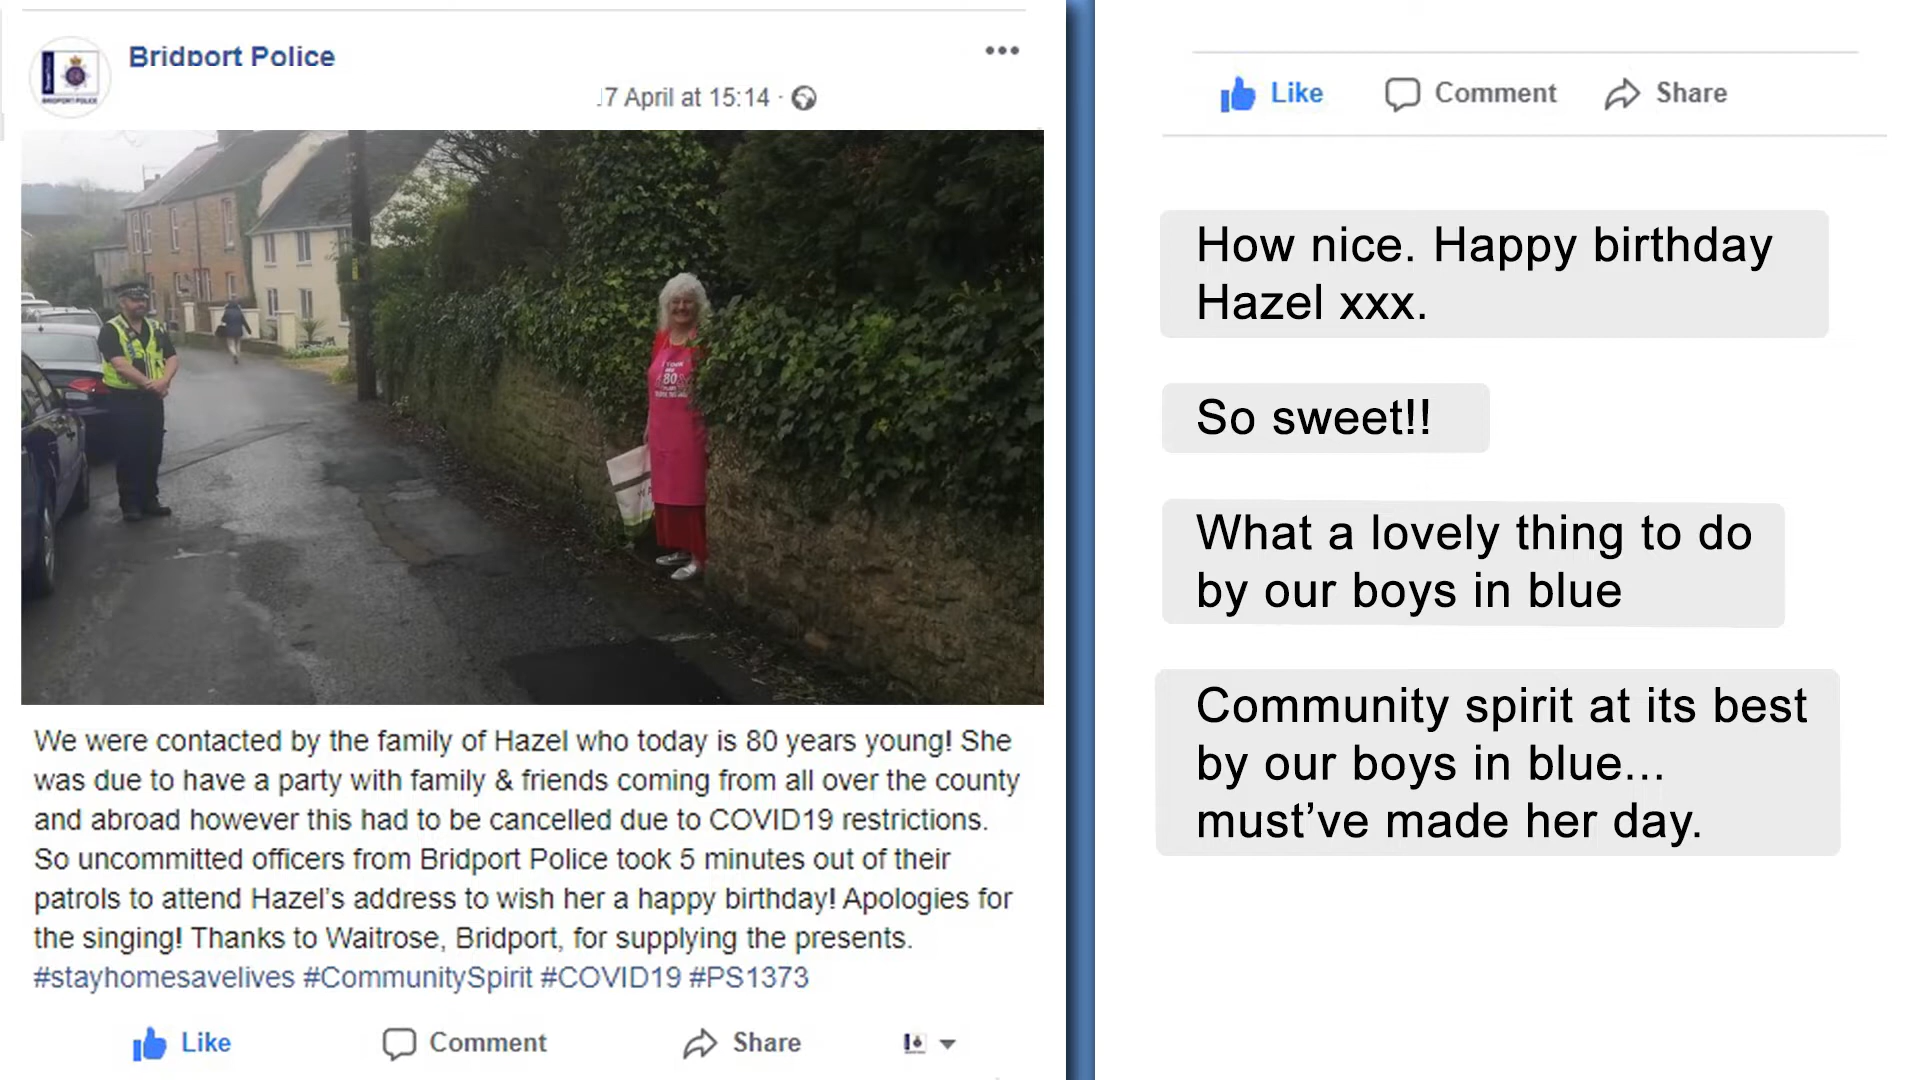 Bridport Police
17 April at 15:14 ·
BRIDPORT POLICE
80
We were contacted by the family of Hazel who today is 80 years young! She
was due to have a party with family & friends coming from all over the county
and abroad however this had to be cancelled due to COVID19 restrictions.
So uncommitted officers from Bridport Police took 5 minutes out of their
patrols to attend Hazel's address to wish her a happy birthday! Apologies for
the singing! Thanks to Waitrose, Bridport, for supplying the presents.
#stayhomesavelives #CommunitySpirit #COVID19 #PS1373
Like Comment Share
Like Comment Share
How nice. Happy birthday
Hazel xxx.
So sweet!!
What a lovely thing to do
by our boys in blue
Community spirit at its best
by our boys in blue...
must’ve made her day.